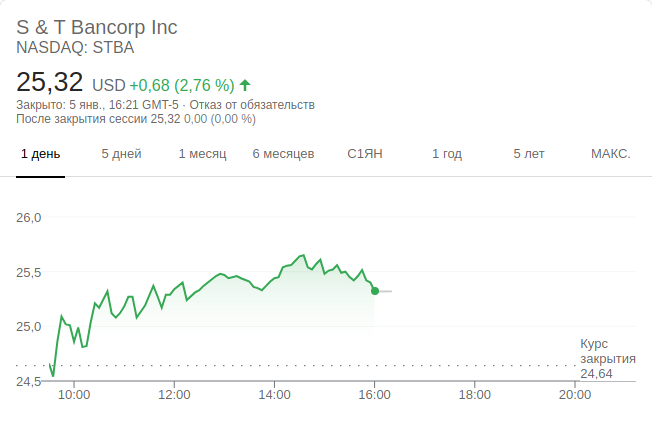 S & T Bancorp Inc
NASDAQ: STBA
25,32 USD +0,68 (2,76 %)
Закрыто: 5 янв., 16:21 GMT-5 · Отказ от обязательств
После закрытия сессии 25,32 0,00 (0,00 %)
1 день 5 дней 1 месяц 6 месяцев С1ЯН 1 год 5 лет МАКС.
26,0
25,5
25,0
Курс
закрытия
24,64
24,5
10:00 12:00 14:00 16:00 18:00 20:00